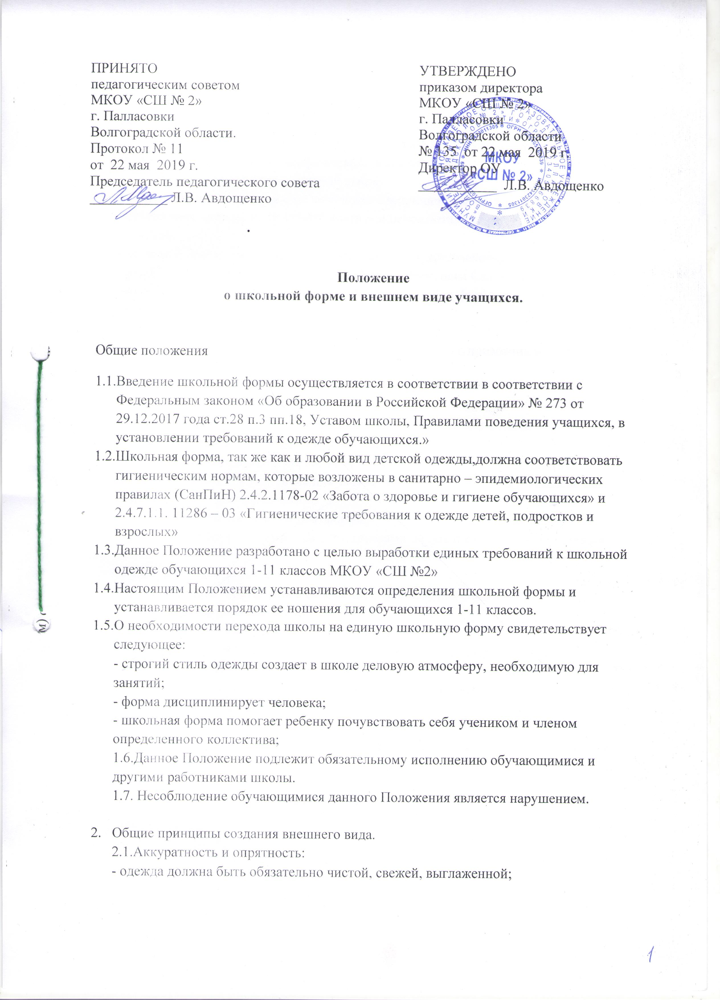 ПРИНЯТО
педагогическим советом
МКОУ «СШ № 2»
г. Палласовки
Волгоградской области.
Протокол № 11
от 22 мая 2019 г.
Председатель педагогического совета
Л.В. Авдощенко
УТВЕРЖДЕНО
приказом директора
МКОУ «СШ № 2»
г. Палласовки
Волгоградской области
№ 135 от 22 мая 2019 г
Директор ОУ
Л.В. Авдощенко
МКОУ
«СШ № 2»
Положение
о школьной форме и внешнем виде учащихся.
Общие положения
1.1.Введение школьной формы осуществляется в соответствии в соответствии с
Федеральным законом «Об образовании в Российской Федерации» № 273 от
29.12.2017 года ст.28 п.3 пп.18, Уставом школы, Правилами поведения учащихся, в
установлении требований к одежде обучающихся.»
1.2.Школьная форма, так же как и любой вид детской одежды,должна соответствовать
гигиеническим нормам, которые возложены в санитарно – эпидемиологических
правилах (СанПиН) 2.4.2.1178-02 «Забота о здоровье и гигиене обучающихся» и
2.4.7.1.1. 11286 – 03 «Гигиенические требования к одежде детей, подростков и
взрослых»
1.3.Данное Положение разработано с целью выработки единых требований к школьной
одежде обучающихся 1-11 классов МКОУ «СШ №2»
1.4.Настоящим Положением устанавливаются определения школьной формы и
устанавливается порядок ее ношения для обучающихся 1-11 классов.
1.5.О необходимости перехода школы на единую школьную форму свидетельствует
следующее:
- строгий стиль одежды создает в школе деловую атмосферу, необходимую для
занятий;
- форма дисциплинирует человека;
- школьная форма помогает ребенку почувствовать себя учеником и членом
определенного коллектива;
1.6.Данное Положение подлежит обязательному исполнению обучающимися и
другими работниками школы.
1.7. Несоблюдение обучающимися данного Положения является нарушением.
2. Общие принципы создания внешнего вида.
2.1.Аккуратность и опрятность:
- одежда должна быть обязательно чистой, свежей, выглаженной;
1